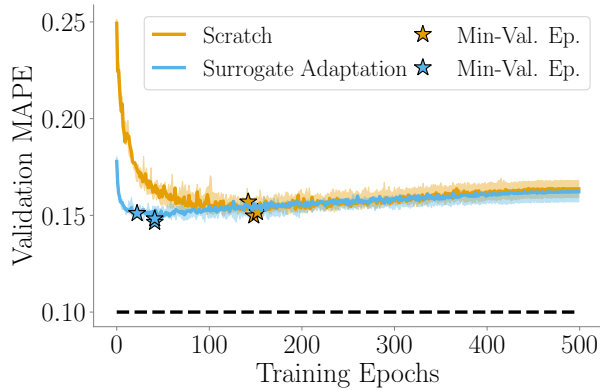 Scratch
Min-Val. Ep.
Surrogate Adaptation
Min-Val. Ep.
Validation MAPE
0.25
0.20
0.15
0.10
0
100
200
300
400
500
Training Epochs